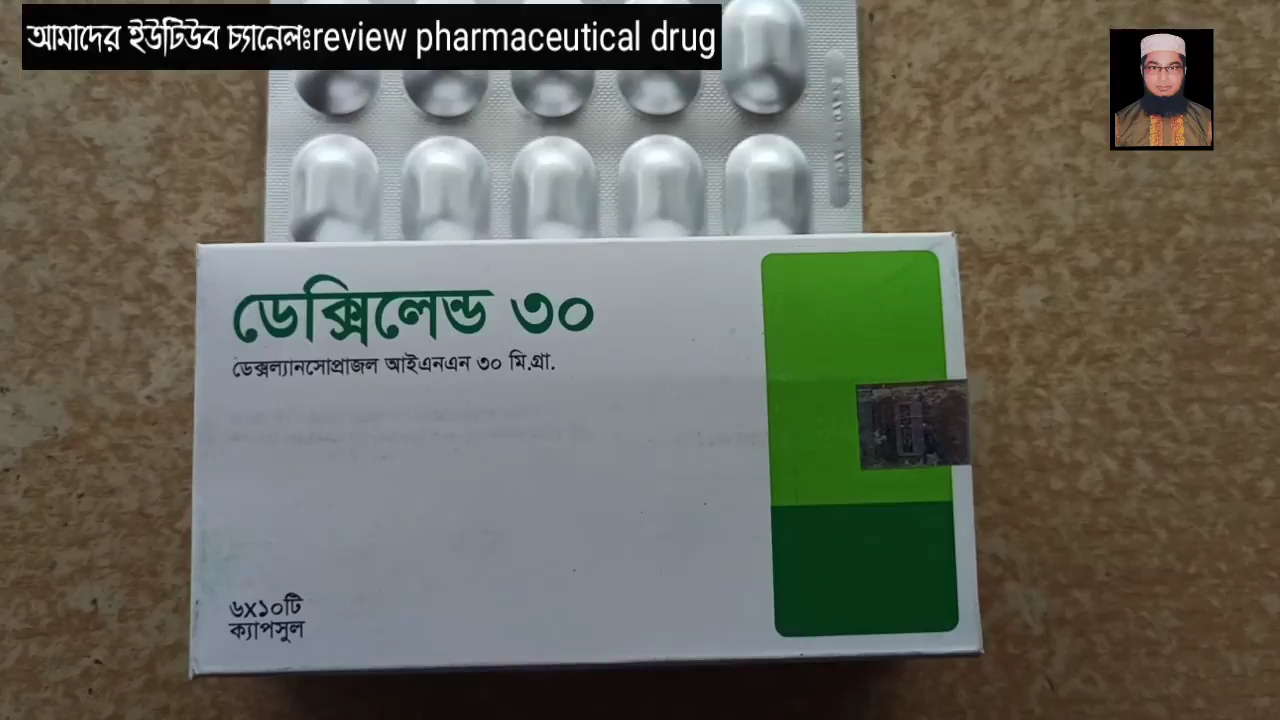 আমাদের ইউটিউব চ্যানেলঃreview pharmaceutical drug
ডেক্সিলেন্ড ৩০
ডেক্সল্যানসোপ্রাজল আইএনএন ৩০ মি.গ্রা.
৬x১০টি
ক্যাপসুল